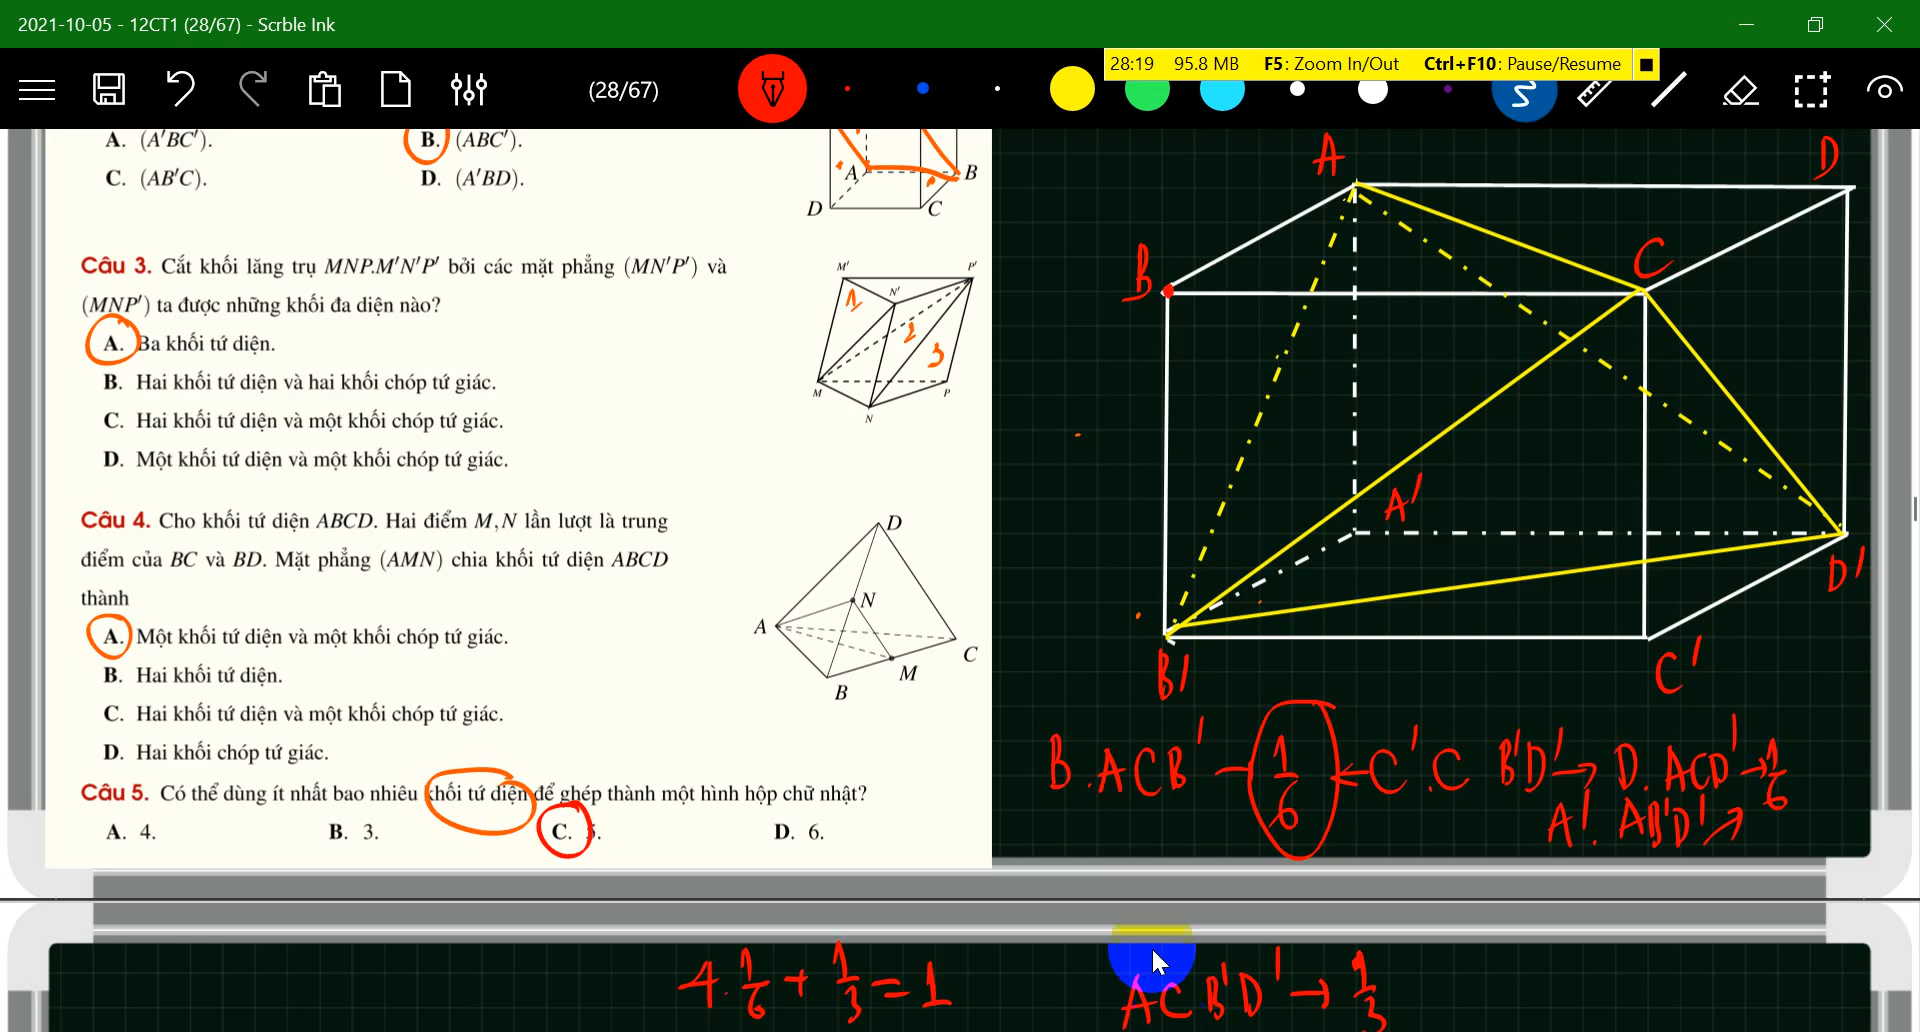 2021-10-05 - 12CT1 (28/67) - Scrble Ink
(28/67)
28:19 95.8 MB F5: Zoom In/Out Ctrl+F10: Pause/Resume
A. (A′BC′). B. (ABC′).
C. (AB′C). D. (A′BD).
A B
D C
Câu 3. Cắt khối lăng trụ MNP.M′N′P′ bởi các mặt phẳng (MN′P′) và
(MNP′) ta được những khối đa diện nào?
A. Ba khối tứ diện.
B. Hai khối tứ diện và hai khối chóp tứ giác.
C. Hai khối tứ diện và một khối chóp tứ giác.
D. Một khối tứ diện và một khối chóp tứ giác.
M′ P′
N′
1 2 3
M P
N
Câu 4. Cho khối tứ diện ABCD. Hai điểm M,N lần lượt là trung
điểm của BC và BD. Mặt phẳng (AMN) chia khối tứ diện ABCD
thành
A. Một khối tứ diện và một khối chóp tứ giác.
B. Hai khối tứ diện.
C. Hai khối tứ diện và một khối chóp tứ giác.
D. Hai khối chóp tứ giác.
D
N
A
C
M
B
Câu 5. Có thể dùng ít nhất bao nhiêu khối tứ diện để ghép thành một hình hộp chữ nhật?
A. 4. B. 3. C. 5. D. 6.
A D
B C
A'
D'
B' C'
B.ACB' – 1/6 ← C'.C B'D' → D.ACD' → 1/6
A'. AB'D' ↗
4.1/6 + 1/3 = 1
ACB'D' → 1/3